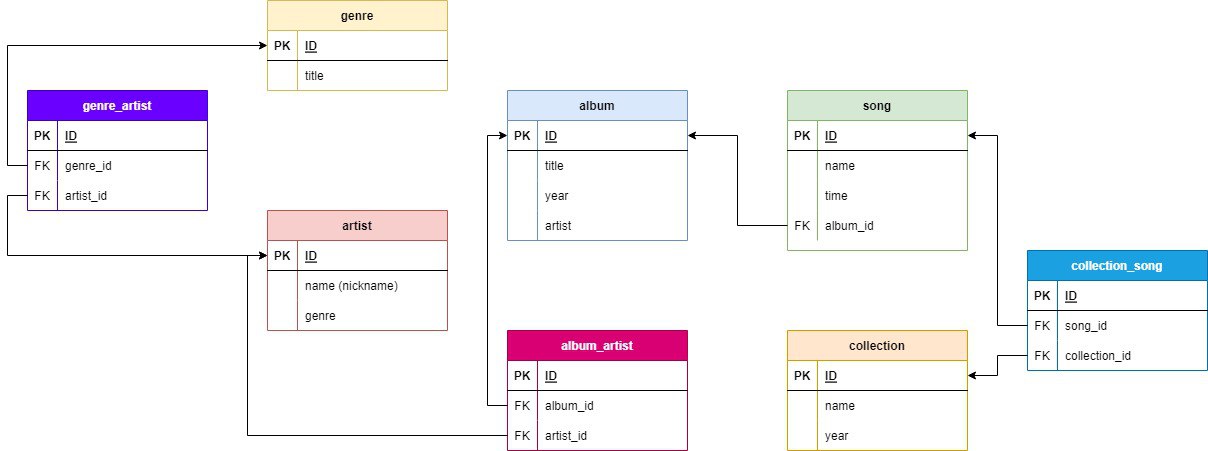 genre
PK ID
title
genre_artist
PK ID
FK genre_id
FK artist_id
artist
PK ID
name (nickname)
genre
album
PK ID
title
year
artist
album_artist
PK ID
FK album_id
FK artist_id
song
PK ID
name
time
FK album_id
collection
PK ID
name
year
collection_song
PK ID
FK song_id
FK collection_id